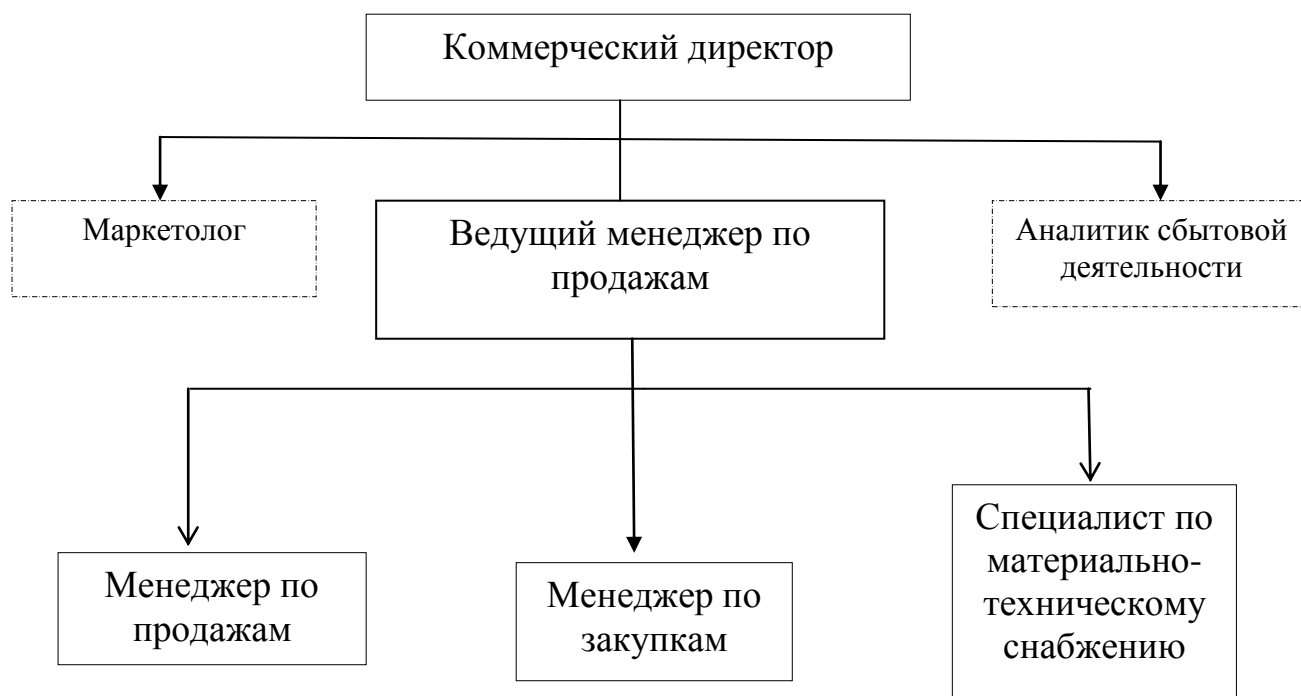 Коммерческий директор
Маркетолог
Ведущий менеджер по
продажам
Аналитик сбытовой
деятельности
Менеджер по
продажам
Менеджер по
закупкам
Специалист по
материально-
техническому
снабжению